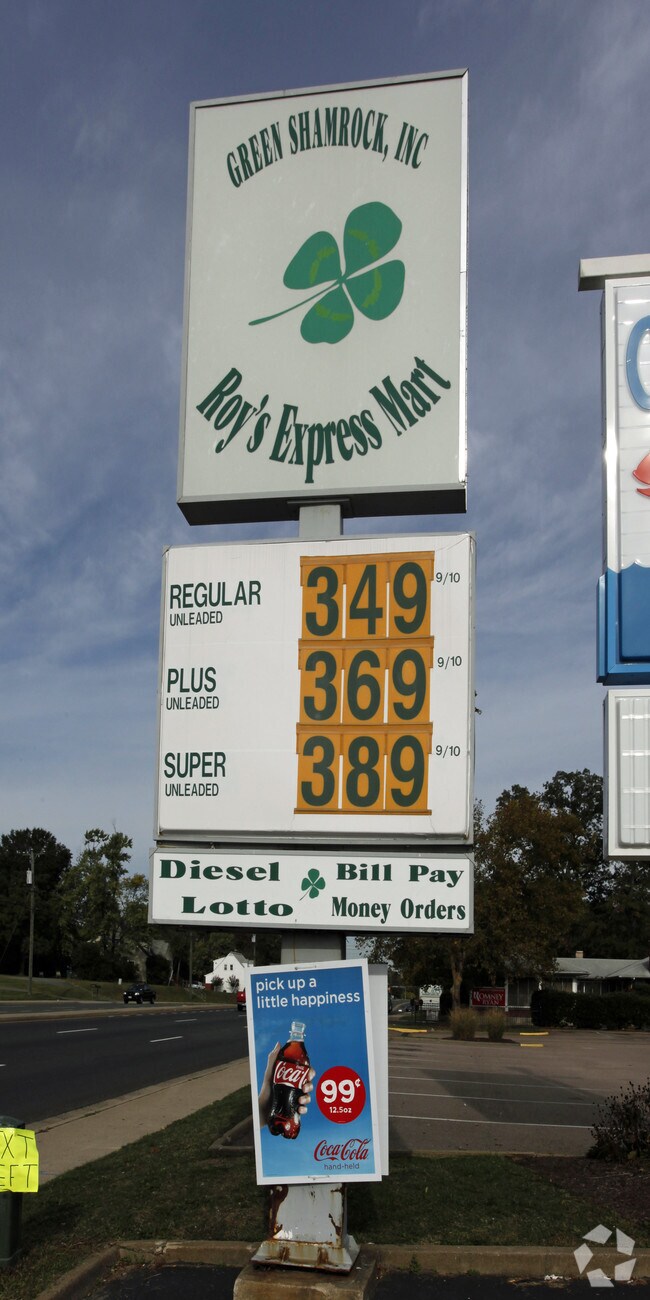 GREEN SHAMROCK, INC
Roy's Express Mart
REGULAR 349 9/10
UNLEADED
PLUS 369 9/10
UNLEADED
SUPER 389 9/10
UNLEADED
Diesel Bill Pay
Lotto Money Orders
pick up a
little happiness
Coca-Cola
99¢
12.5oz
Coca-Cola
hand-held